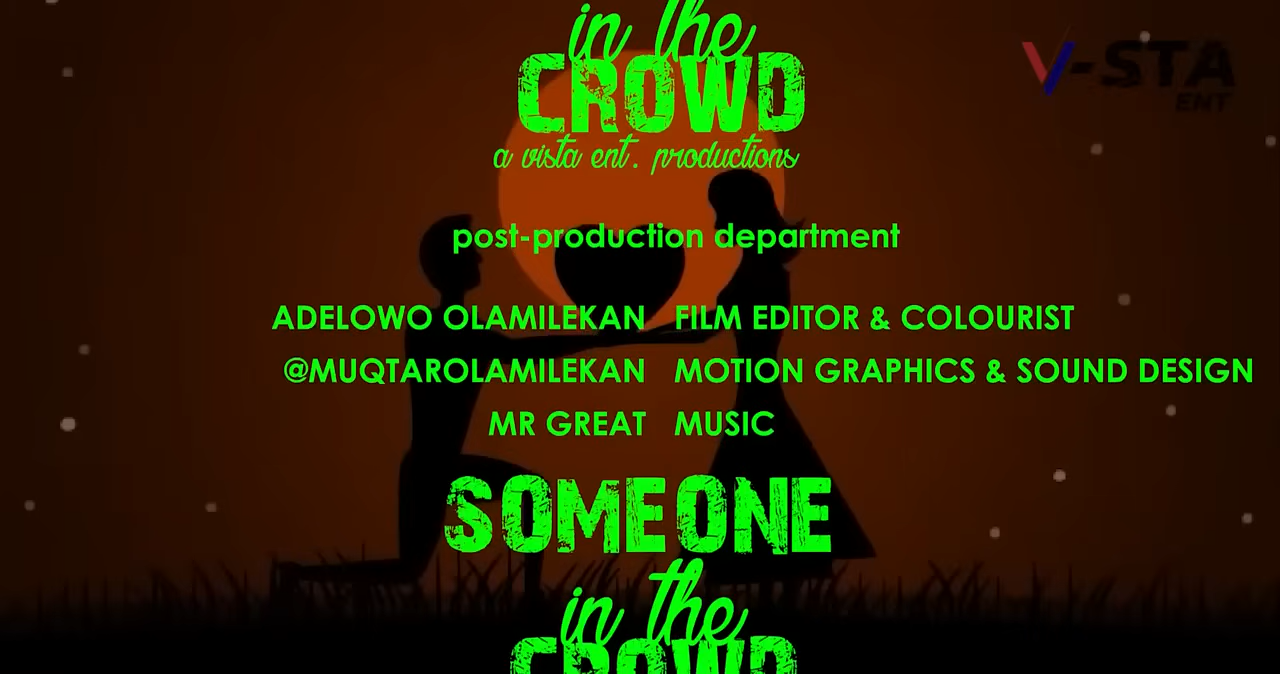 in the
CROWD
V-STA
ENT
a vista ent. productions
post-production department
ADELOWO OLAMILEKAN FILM EDITOR & COLOURIST
@MUQTAROLAMILEKAN MOTION GRAPHICS & SOUND DESIGN
MR GREAT MUSIC
SOMEONE
in the
CROWD